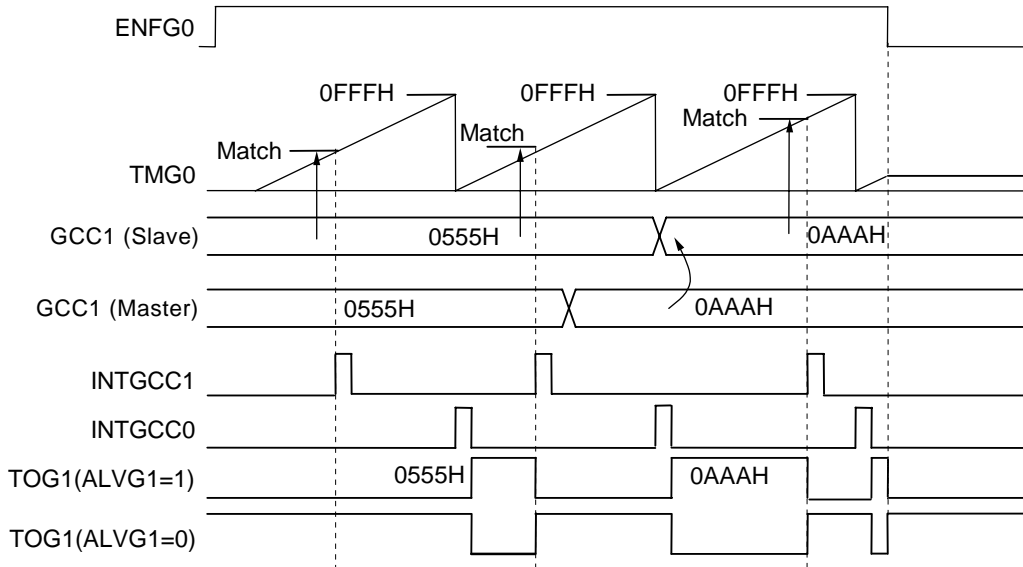 ENFG0
0FFFH 0FFFH 0FFFH
Match Match Match
TMG0
GCC1 (Slave) 0555H 0AAAH
GCC1 (Master) 0555H 0AAAH
INTGCC1
INTGCC0
TOG1(ALVG1=1) 0555H 0AAAH
TOG1(ALVG1=0)